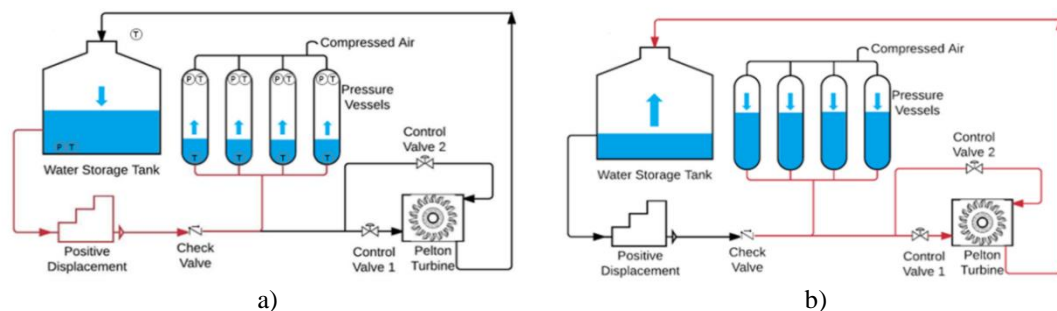 T
Compressed Air
P T P T P T P T
Pressure
Vessels
T T T T
P T
Water Storage Tank
Control
Valve 2
Positive
Displacement
Check
Valve
Control
Valve 1
Pelton
Turbine
a)
Compressed Air
Pressure
Vessels
Water Storage Tank
Control
Valve 2
Positive
Displacement
Check
Valve
Control
Valve 1
Pelton
Turbine
b)